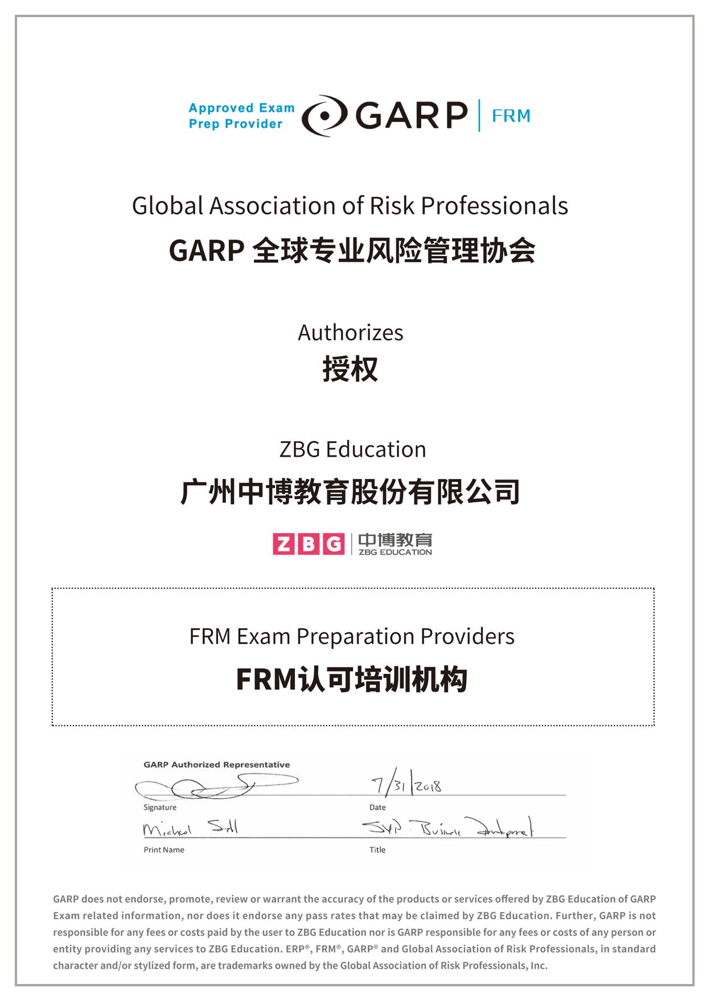 Approved Exam
Prep Provider
GARP
FRM
Global Association of Risk Professionals
GARP 全球专业风险管理协会
Authorizes
授权
ZBG Education
广州中博教育股份有限公司
ZBG
中博教育
ZBG EDUCATION
FRM Exam Preparation Providers
FRM认可培训机构
GARP Authorized Representative
7/31/2018
Signature
Date
Michael Sell
SVP. Business Development
Print Name
Title
GARP does not endorse, promote, review or warrant the accuracy of the products or services offered by ZBG Education of GARP
Exam related information, nor does it endorse any pass rates that may be claimed by ZBG Education. Further, GARP is not
responsible for any fees or costs paid by the user to ZBG Education nor is GARP responsible for any fees or costs of any person or
entity providing any services to ZBG Education. ERP®, FRM®, GARP® and Global Association of Risk Professionals, in standard
character and/or stylized form, are trademarks owned by the Global Association of Risk Professionals, Inc.